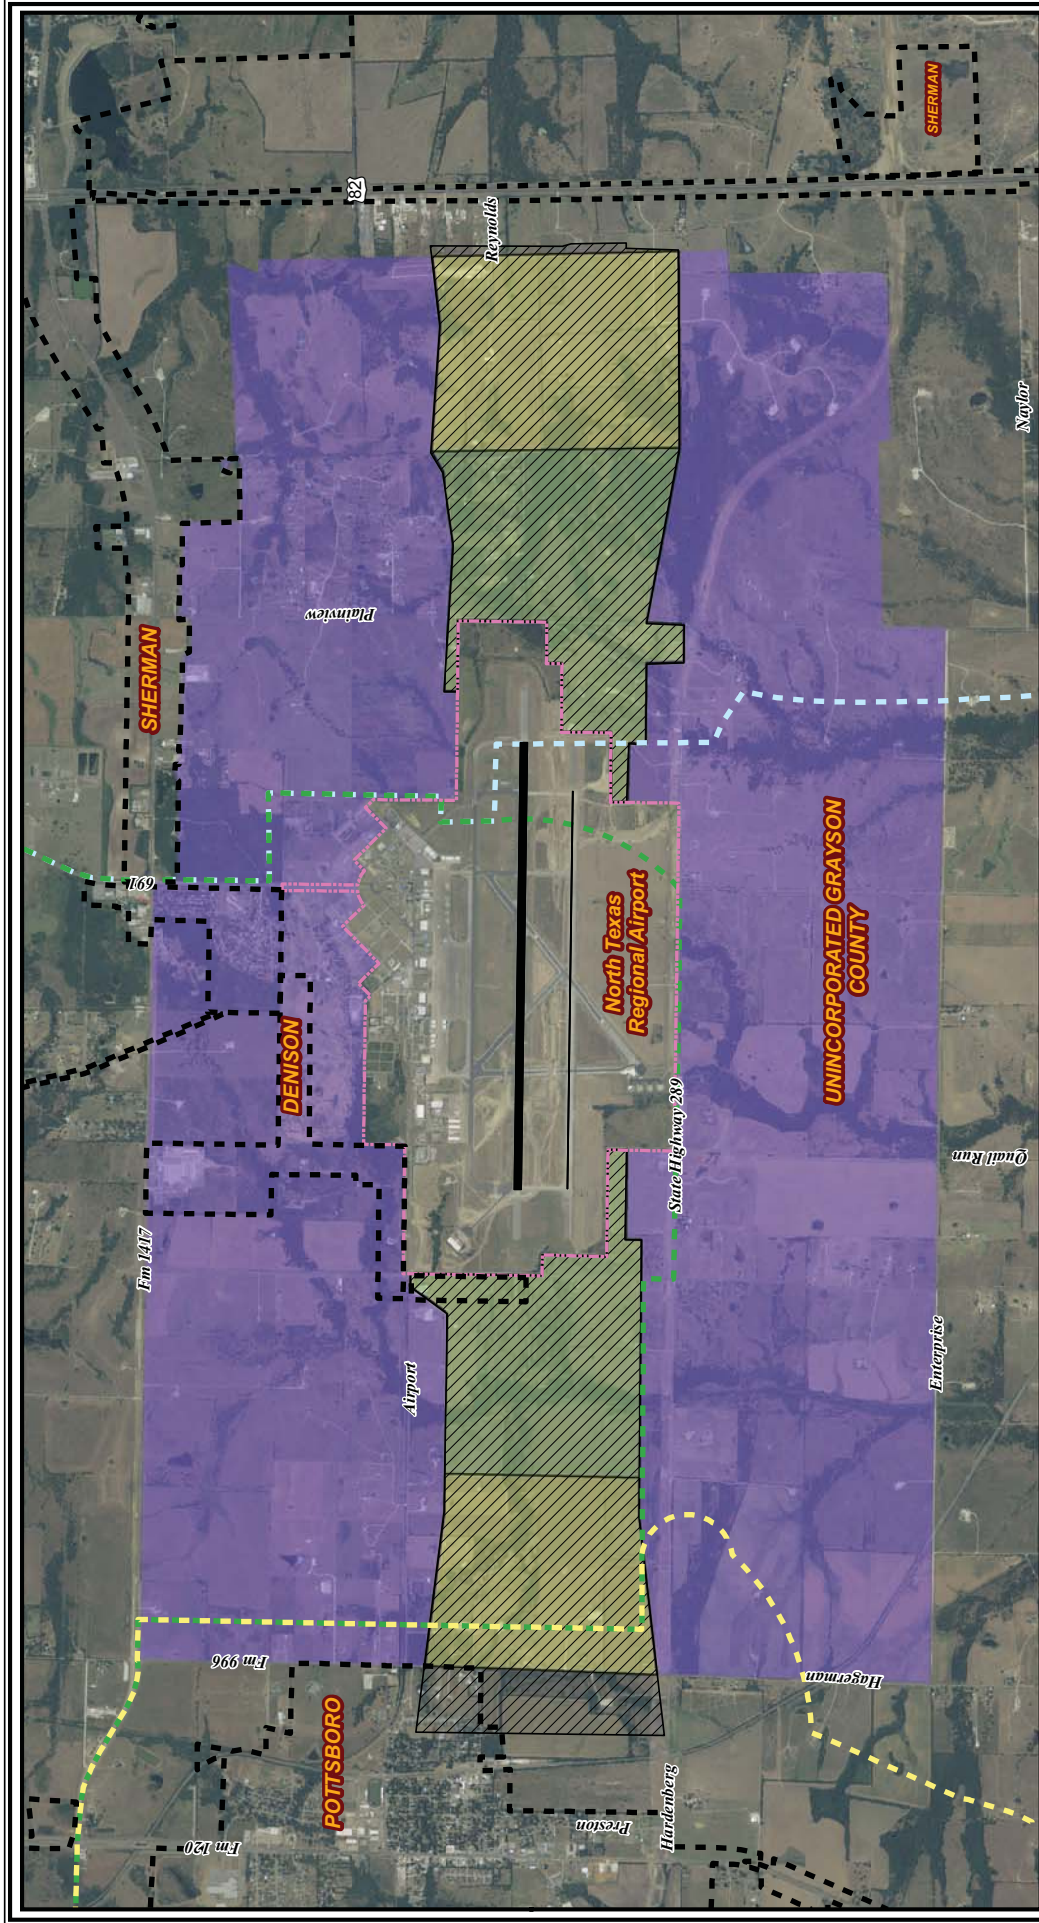 SHERMAN
82
Reynolds
Naylor
Plainview
SHERMAN
691
North Texas
Regional Airport
UNINCORPORATED GRAYSON
COUNTY
DENISON
State Highway 289
Quail Run
Fm 1417
Airport
Enterprise
Fm 996
Hagerman
POTTSBORO
Hardenberg
Preston
Fm 120